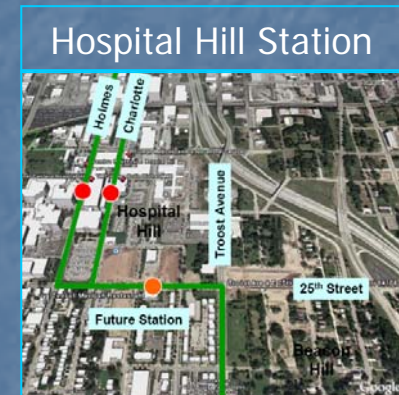 Hospital Hill Station
Holmes
Charlotte
Hospital
Hill
Troost Avenue
25th Street
Future Station
Beacon
Hill
Google